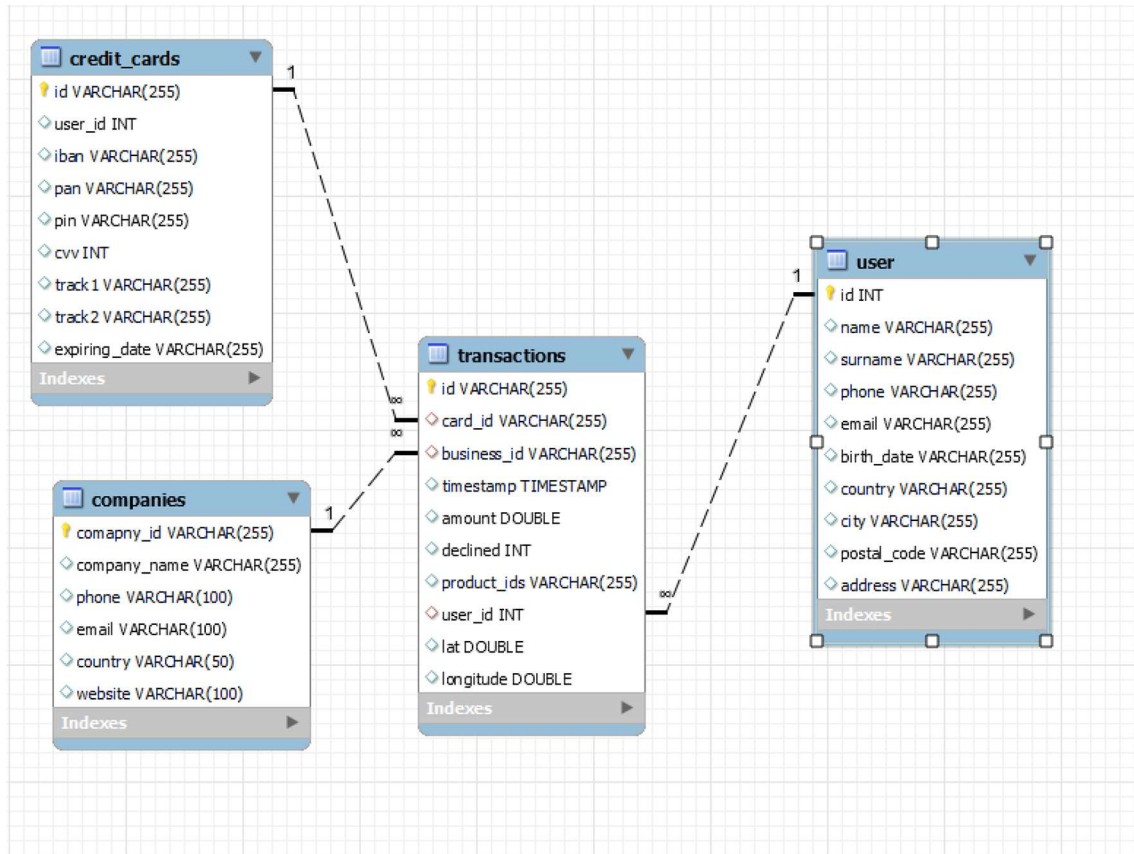 credit_cards
id VARCHAR(255)
user_id INT
iban VARCHAR(255)
pan VARCHAR(255)
pin VARCHAR(255)
cvv INT
track1 VARCHAR(255)
track2 VARCHAR(255)
expiring_date VARCHAR(255)
Indexes
1
∞
companies
comapny_id VARCHAR(255)
company_name VARCHAR(255)
phone VARCHAR(100)
email VARCHAR(100)
country VARCHAR(50)
website VARCHAR(100)
Indexes
1
∞
transactions
id VARCHAR(255)
card_id VARCHAR(255)
business_id VARCHAR(255)
timestamp TIMESTAMP
amount DOUBLE
declined INT
product_ids VARCHAR(255)
user_id INT
lat DOUBLE
longitude DOUBLE
Indexes
∞
1
user
id INT
name VARCHAR(255)
surname VARCHAR(255)
phone VARCHAR(255)
email VARCHAR(255)
birth_date VARCHAR(255)
country VARCHAR(255)
city VARCHAR(255)
postal_code VARCHAR(255)
address VARCHAR(255)
Indexes